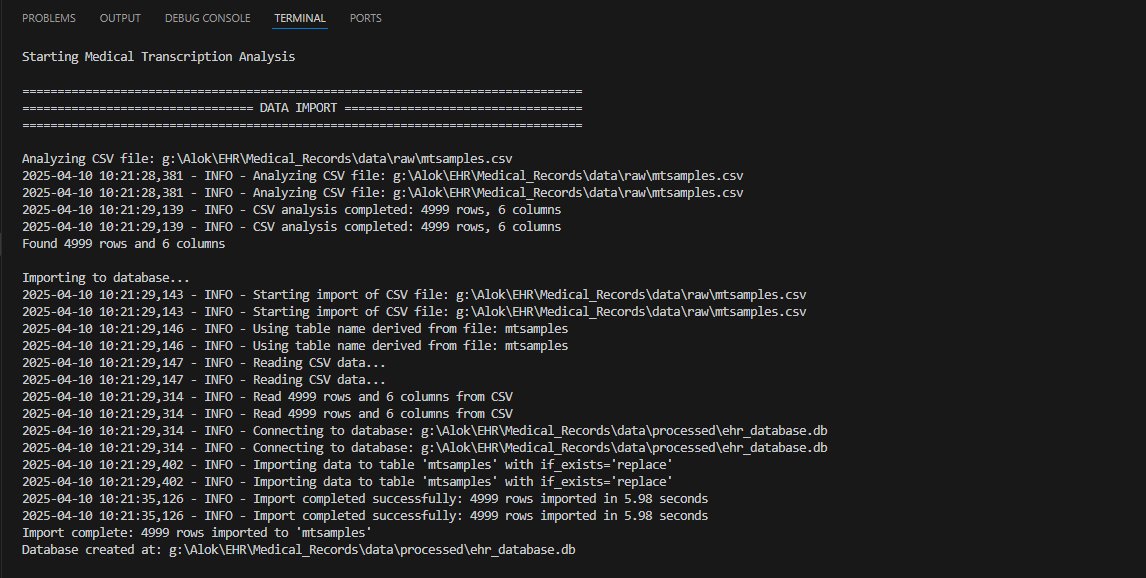 PROBLEMS OUTPUT DEBUG CONSOLE TERMINAL PORTS
Starting Medical Transcription Analysis
================================================================================
================================= DATA IMPORT ==================================
================================================================================
Analyzing CSV file: g:\Alok\EHR\Medical_Records\data\raw\mtsamples.csv
2025-04-10 10:21:28,381 - INFO - Analyzing CSV file: g:\Alok\EHR\Medical_Records\data\raw\mtsamples.csv
2025-04-10 10:21:28,381 - INFO - Analyzing CSV file: g:\Alok\EHR\Medical_Records\data\raw\mtsamples.csv
2025-04-10 10:21:29,139 - INFO - CSV analysis completed: 4999 rows, 6 columns
2025-04-10 10:21:29,139 - INFO - CSV analysis completed: 4999 rows, 6 columns
Found 4999 rows and 6 columns
Importing to database...
2025-04-10 10:21:29,143 - INFO - Starting import of CSV file: g:\Alok\EHR\Medical_Records\data\raw\mtsamples.csv
2025-04-10 10:21:29,143 - INFO - Starting import of CSV file: g:\Alok\EHR\Medical_Records\data\raw\mtsamples.csv
2025-04-10 10:21:29,146 - INFO - Using table name derived from file: mtsamples
2025-04-10 10:21:29,146 - INFO - Using table name derived from file: mtsamples
2025-04-10 10:21:29,147 - INFO - Reading CSV data...
2025-04-10 10:21:29,147 - INFO - Reading CSV data...
2025-04-10 10:21:29,314 - INFO - Read 4999 rows and 6 columns from CSV
2025-04-10 10:21:29,314 - INFO - Read 4999 rows and 6 columns from CSV
2025-04-10 10:21:29,314 - INFO - Connecting to database: g:\Alok\EHR\Medical_Records\data\processed\ehr_database.db
2025-04-10 10:21:29,314 - INFO - Connecting to database: g:\Alok\EHR\Medical_Records\data\processed\ehr_database.db
2025-04-10 10:21:29,402 - INFO - Importing data to table 'mtsamples' with if_exists='replace'
2025-04-10 10:21:29,402 - INFO - Importing data to table 'mtsamples' with if_exists='replace'
2025-04-10 10:21:35,126 - INFO - Import completed successfully: 4999 rows imported in 5.98 seconds
2025-04-10 10:21:35,126 - INFO - Import completed successfully: 4999 rows imported in 5.98 seconds
Import complete: 4999 rows imported to 'mtsamples'
Database created at: g:\Alok\EHR\Medical_Records\data\processed\ehr_database.db